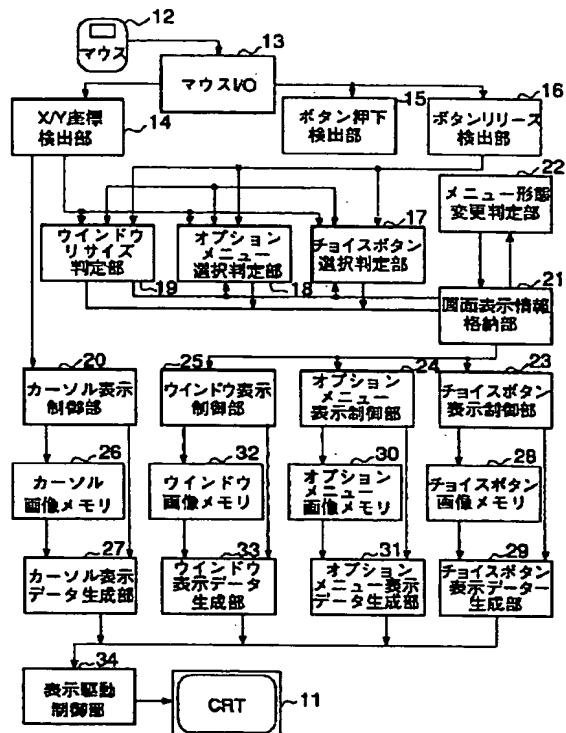 12
マウス
13
マウスI/O
X/Y座標
検出部
14
15
ボタン押下
検出部
16
ボタンリリース
検出部
22
メニュー形態
変更判定部
ウインドウ
リサイズ
判定部
19
オプション
メニュー
選択判定部
18
17
チョイスボタン
選択判定部
21
図面表示情報
格納部
20
カーソル表示
制御部
25
ウインドウ表示
制御部
24
オプション
メニュー
表示制御部
23
チョイスボタン
表示制御部
26
カーソル
画像メモリ
32
ウインドウ
画像メモリ
30
オプション
メニュー
画像メモリ
28
チョイスボタン
画像メモリ
27
カーソル表示
データ生成部
33
ウインドウ
表示データ
生成部
31
オプション
メニュー表示
データ生成部
29
チョイスボタン
表示データー
生成部
34
表示駆動
制御部
CRT
11